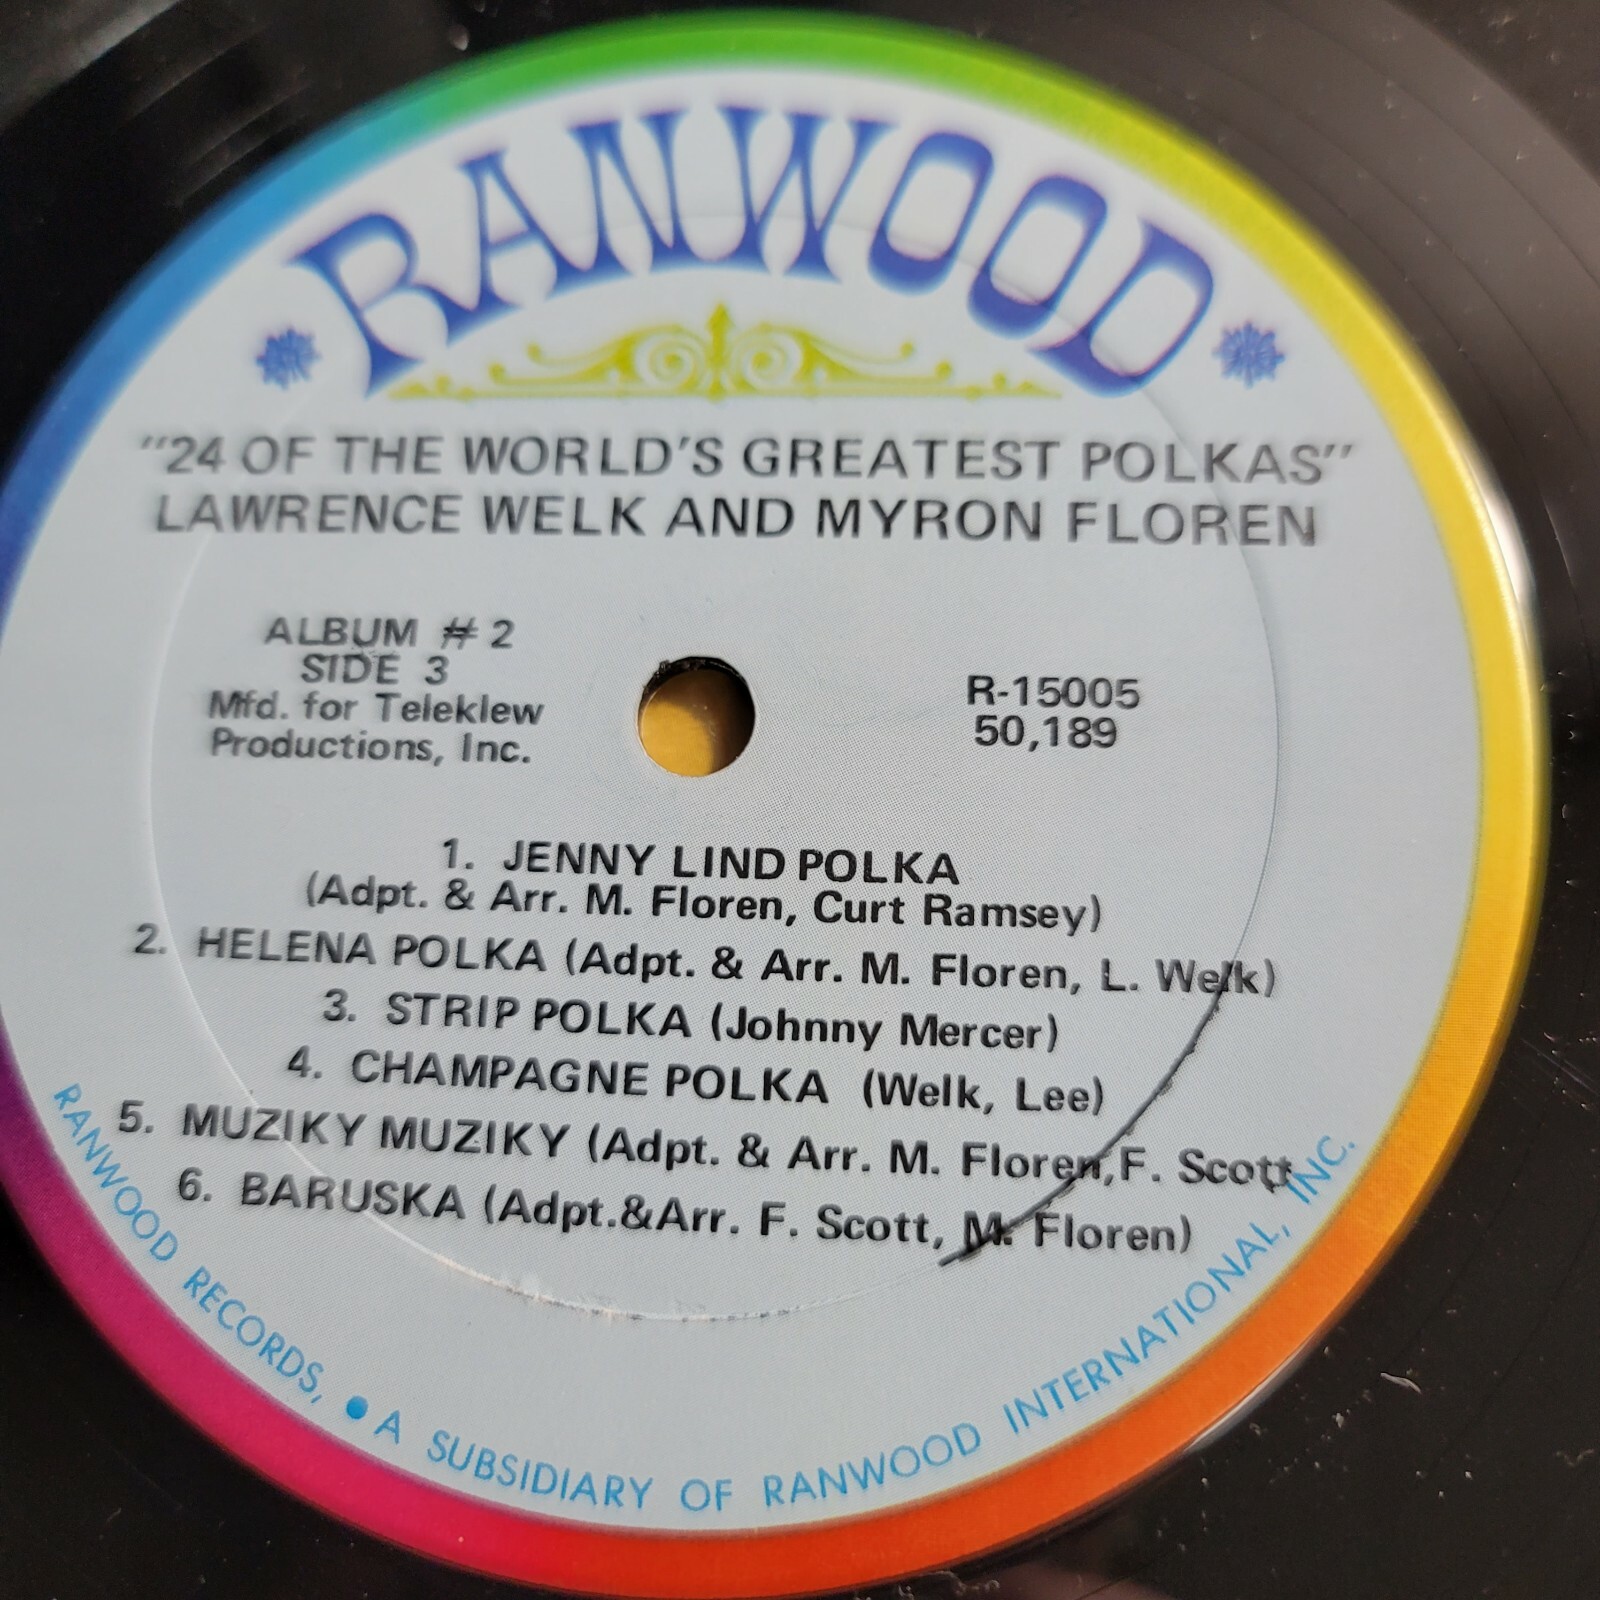 RANWOOD
"24 OF THE WORLD'S GREATEST POLKAS"
LAWRENCE WELK AND MYRON FLOREN
ALBUM # 2
SIDE 3
Mfd. for Teleklew
Productions, Inc.
R-15005
50,189
1. JENNY LIND POLKA
(Adpt. & Arr. M. Floren, Curt Ramsey)
2. HELENA POLKA (Adpt. & Arr. M. Floren, L. Welk)
3. STRIP POLKA (Johnny Mercer)
4. CHAMPAGNE POLKA (Welk, Lee)
5. MUZIKY MUZIKY (Adpt. & Arr. M. Floren,F. Scott
6. BARUSKA (Adpt.&Arr. F. Scott, M. Floren)
RANWOOD RECORDS, ● A SUBSIDIARY OF RANWOOD INTERNATIONAL, INC.